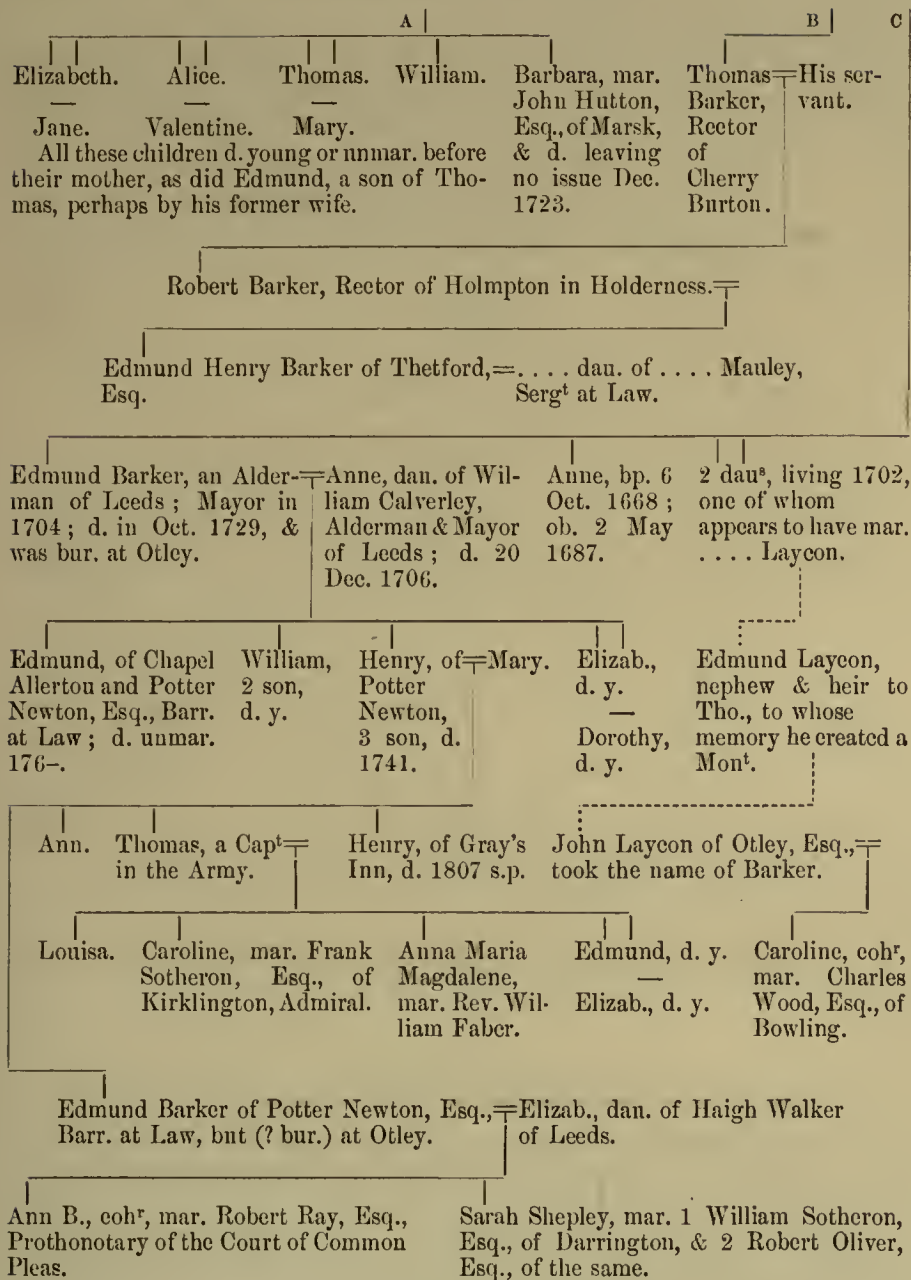 A B C
Elizabeth. Alice. Thomas. William. Barbara, mar. Thomas=His ser-
— — — John Hutton, Barker, vant.
Jane. Valentine. Mary. Esq., of Marsk, Rector
All these children d. young or unmar. before & d. leaving of
their mother, as did Edmund, a son of Tho- no issue Dec. Cherry
mas, perhaps by his former wife. 1723. Burton.
Robert Barker, Rector of Holmpton in Holderness.=
Edmund Henry Barker of Thetford,=. . . . dau. of . . . . Mauley,
Esq. Sergt at Law.
Edmund Barker, an Alder-=Anne, dau. of Wil- Anne, bp. 6 2 daus, living 1702,
man of Leeds ; Mayor in liam Calverley, Oct. 1668 ; one of whom
1704 ; d. in Oct. 1729, & Alderman & Mayor ob. 2 May appears to have mar.
was bur. at Otley. of Leeds ; d. 20 1687. . . . . Laycon.
Dec. 1706.
Edmund, of Chapel William, Henry, of=Mary. Elizab., Edmund Laycon,
Allertou and Potter 2 son, Potter d. y. nephew & heir to
Newton, Esq., Barr. d. y. Newton, — Tho., to whose
at Law ; d. unmar. 3 son, d. Dorothy, memory he created a
176–. 1741. d. y. Mont.
Ann. Thomas, a Capt= Henry, of Gray's John Laycon of Otley, Esq.,=
in the Army. Inn, d. 1807 s.p. took the name of Barker.
Louisa. Caroline, mar. Frank Anna Maria Edmund, d. y. Caroline, cohr,
Sotheron, Esq., of Magdalene, — mar. Charles
Kirklington, Admiral. mar. Rev. Wil- Elizab., d. y. Wood, Esq., of
liam Faber. Bowling.
Edmund Barker of Potter Newton, Esq.,=Elizab., dau. of Haigh Walker
Barr. at Law, but (? bur.) at Otley. of Leeds.
Ann B., cohr, mar. Robert Ray, Esq., Sarah Shepley, mar. 1 William Sotheron,
Prothonotary of the Court of Common Esq., of Darrington, & 2 Robert Oliver,
Pleas. Esq., of the same.